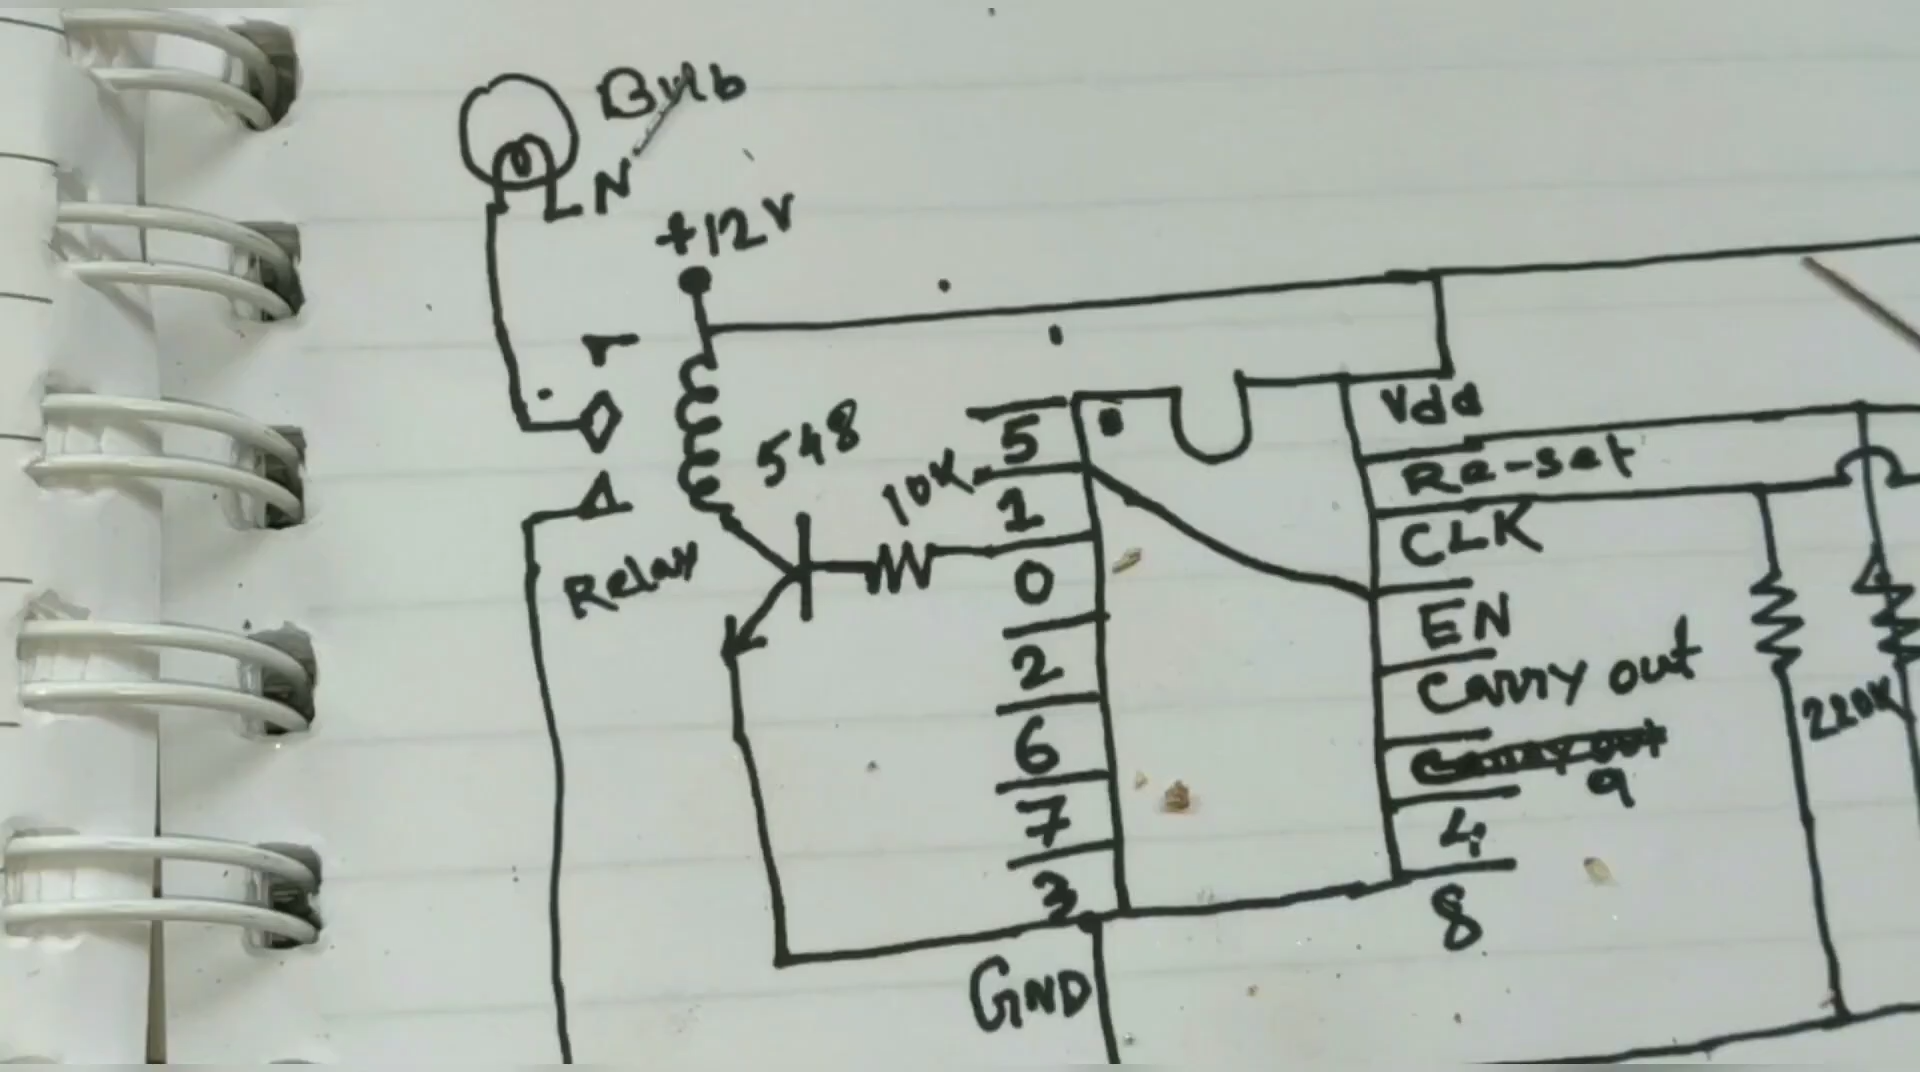 Bulb
N
+12V
548
10K
Relay
5
1
0
2
6
7
3
GND
Vdd
Re-set
CLK
EN
Carry out
9
4
8
220K